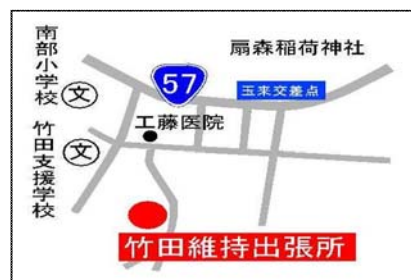 南部小学校
文
57
扇森稲荷神社
玉来交差点
工藤医院
竹田支援学校
文
竹田維持出張所